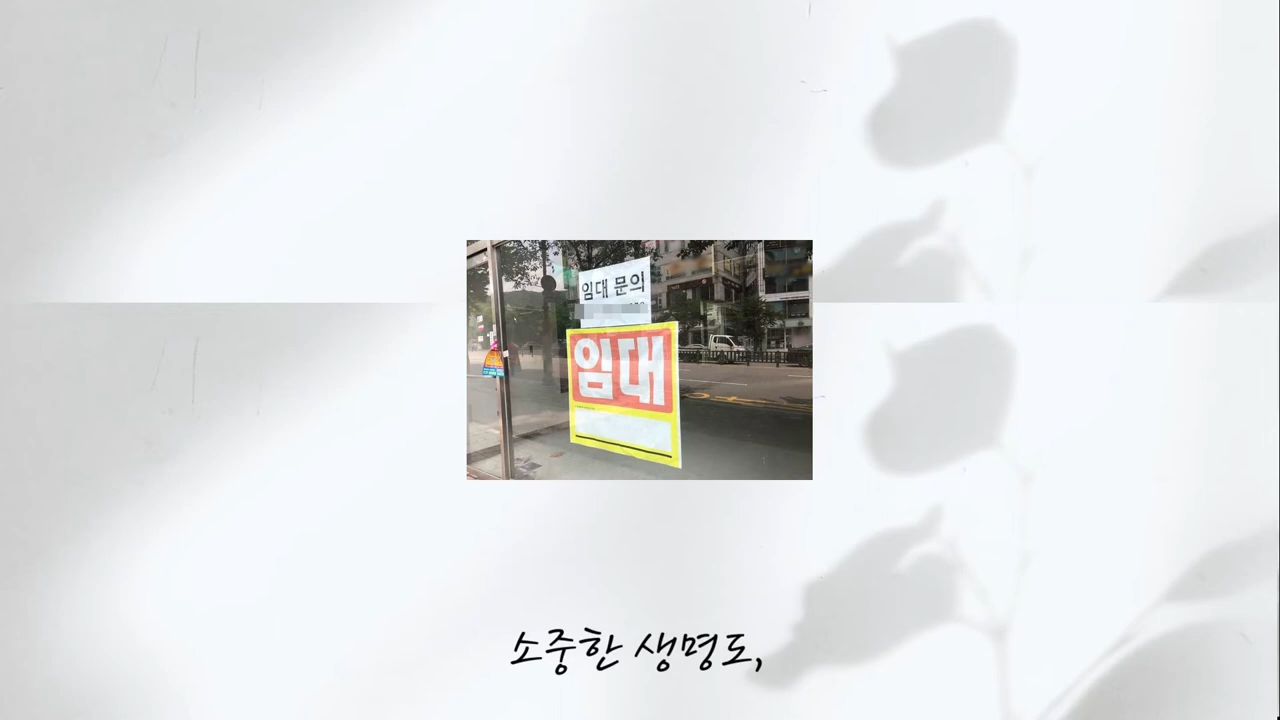 임대 문의
임대
소중한 생명도,